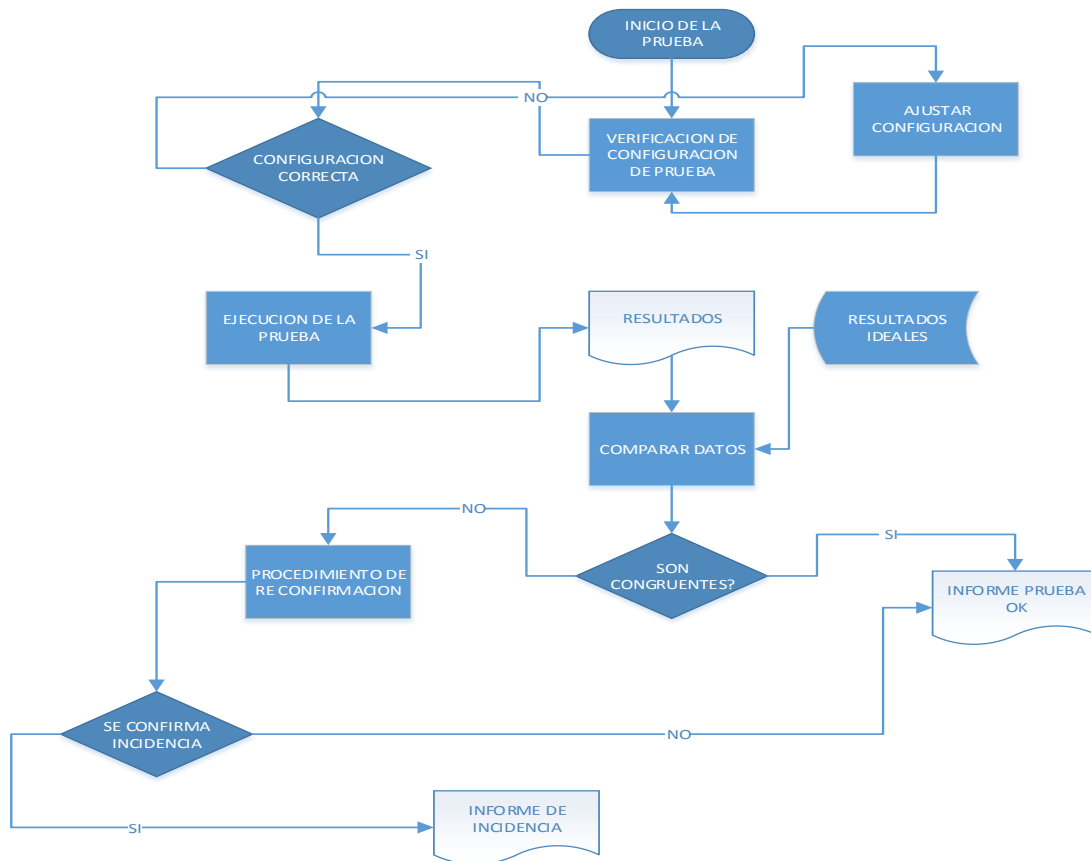 INICIO DE LA
PRUEBA
NO
AJUSTAR
CONFIGURACION
VERIFICACION DE
CONFIGURACION
DE PRUEBA
CONFIGURACION
CORRECTA
SI
EJECUCION DE LA
PRUEBA
RESULTADOS
RESULTADOS
IDEALES
COMPARAR DATOS
NO
SI
SON
CONGRUENTES?
PROCEDIMIENTO DE
RE CONFIRMACION
INFORME PRUEBA
OK
SE CONFIRMA
INCIDENCIA
NO
INFORME DE
INCIDENCIA
SI